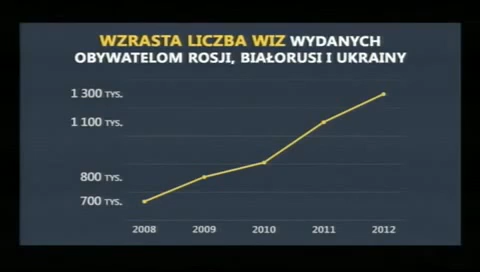 WZRASTA LICZBA WIZ WYDANYCH
OBYWATELOM ROSJI, BIAŁORUSI I UKRAINY
1 300 TYS.
1 100 TYS.
800 TYS.
700 TYS.
2008 2009 2010 2011 2012